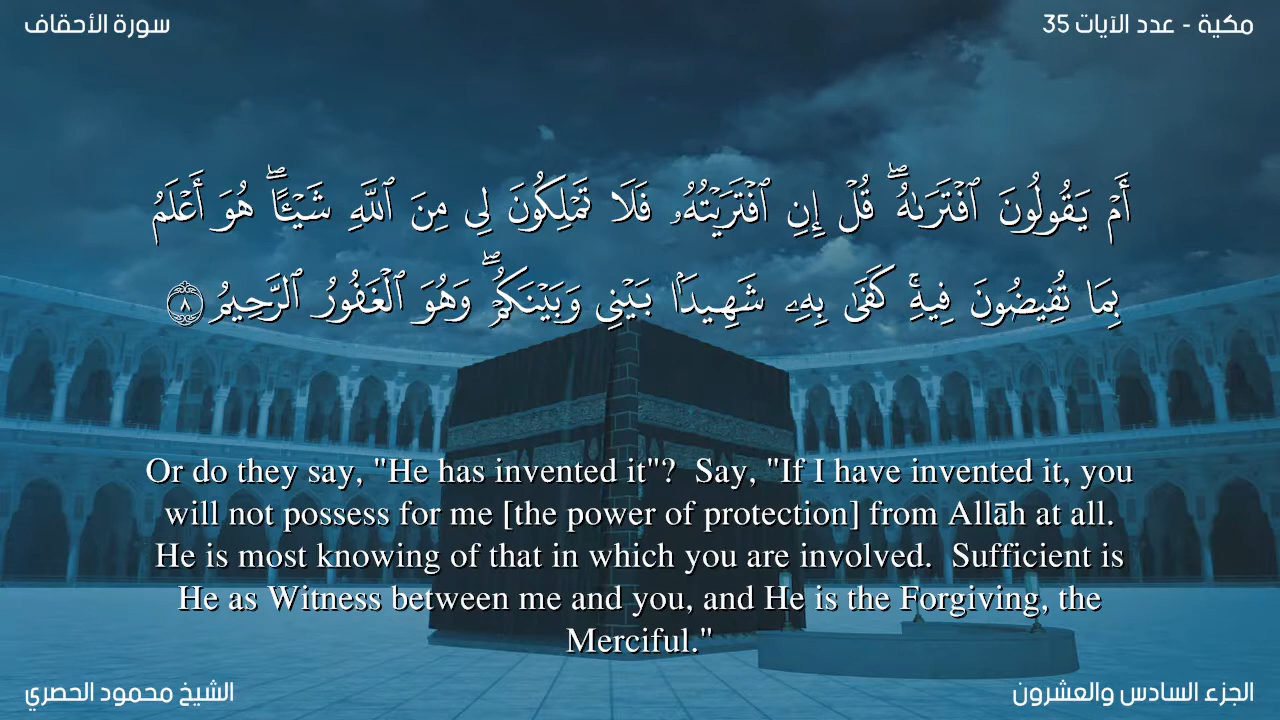 مكية - عدد الآيات 35
سورة الأحقاف
أَمْ يَقُولُونَ ٱفْتَرَىٰهُ ۖ قُلْ إِنِ ٱفْتَرَيْتُهُۥ فَلَا تَمْلِكُونَ لِى مِنَ ٱللَّهِ شَيْـًٔا ۖ هُوَ أَعْلَمُ
بِمَا تُفِيضُونَ فِيهِ ۚ كَفَىٰ بِهِۦ شَهِيدًۢا بَيْنِى وَبَيْنَكُمْ ۖ وَهُوَ ٱلْغَفُورُ ٱلرَّحِيمُ ٨
Or do they say, "He has invented it"?  Say, "If I have invented it, you
will not possess for me [the power of protection] from Allāh at all.
He is most knowing of that in which you are involved.  Sufficient is
He as Witness between me and you, and He is the Forgiving, the
Merciful."
الجزء السادس والعشرون
الشيخ محمود الحصري